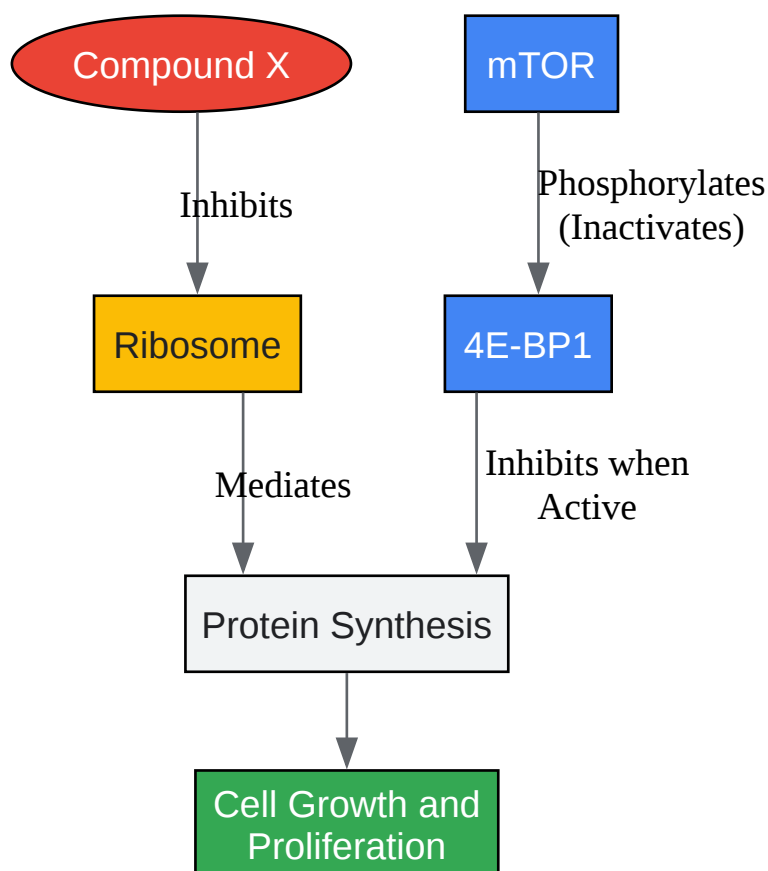 Compound X
mTOR
Inhibits
Phosphorylates
(Inactivates)
Ribosome
4E-BP1
Mediates
Inhibits when
Active
Protein Synthesis
Cell Growth and
Proliferation